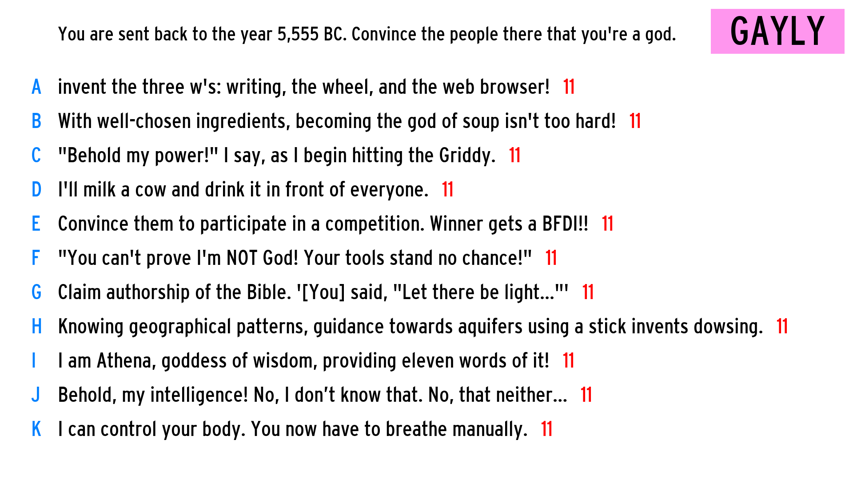 You are sent back to the year 5,555 BC. Convince the people there that you're a god.
GAYLY
A invent the three w's: writing, the wheel, and the web browser! 11
B With well-chosen ingredients, becoming the god of soup isn't too hard! 11
C "Behold my power!" I say, as I begin hitting the Griddy. 11
D I'll milk a cow and drink it in front of everyone. 11
E Convince them to participate in a competition. Winner gets a BFDI!! 11
F "You can't prove I'm NOT God! Your tools stand no chance!" 11
G Claim authorship of the Bible. '[You] said, "Let there be light..."' 11
H Knowing geographical patterns, guidance towards aquifers using a stick invents dowsing. 11
I I am Athena, goddess of wisdom, providing eleven words of it! 11
J Behold, my intelligence! No, I don’t know that. No, that neither... 11
K I can control your body. You now have to breathe manually. 11